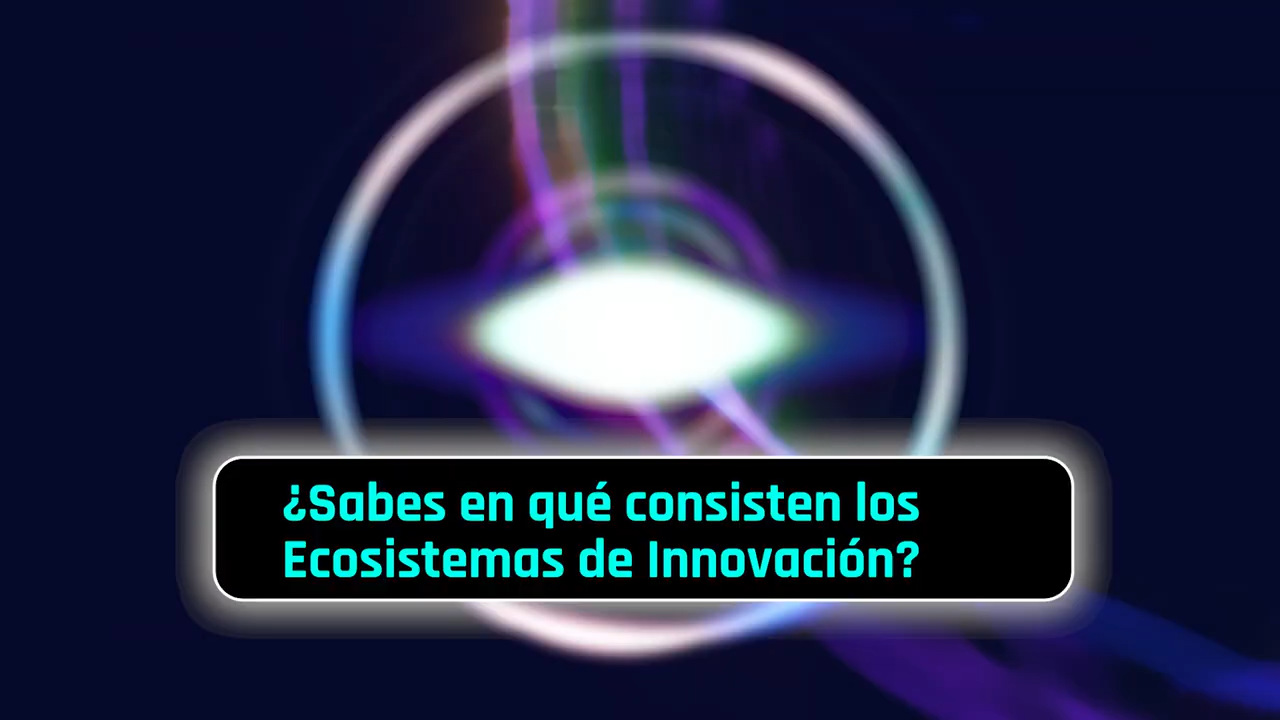 ¿Sabes en qué consisten los
Ecosistemas de Innovación?